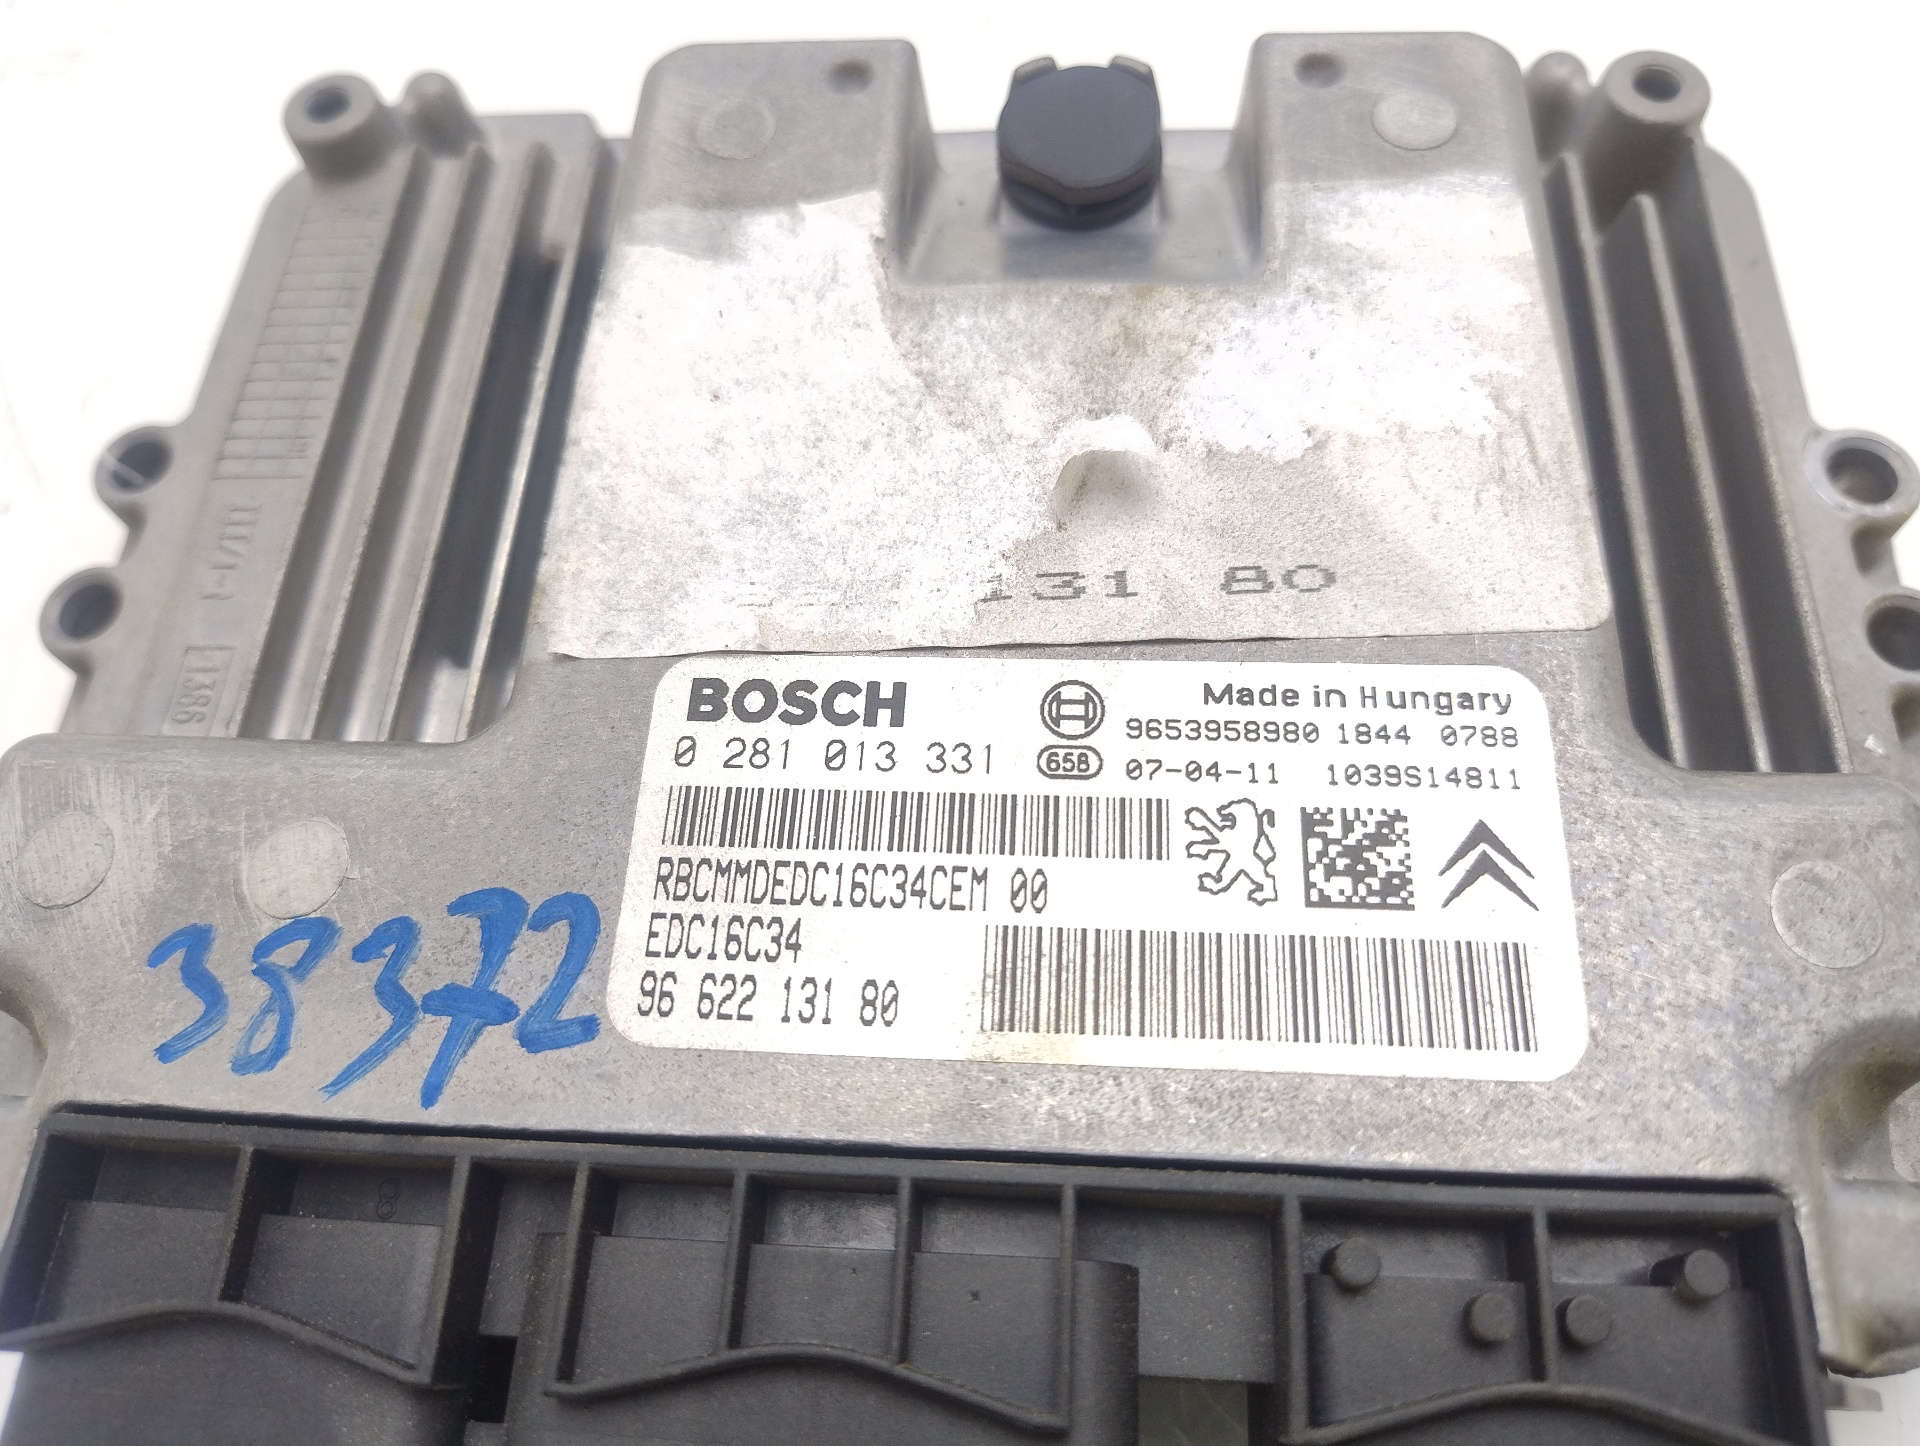 131 80
BOSCH
Made in Hungary
9653958980 1844 0788
0 281 013 331
658 07-04-11 1039S14811
RBCMMDEDC16C34CEM 00
EDC16C34
96 622 131 80
38372
8